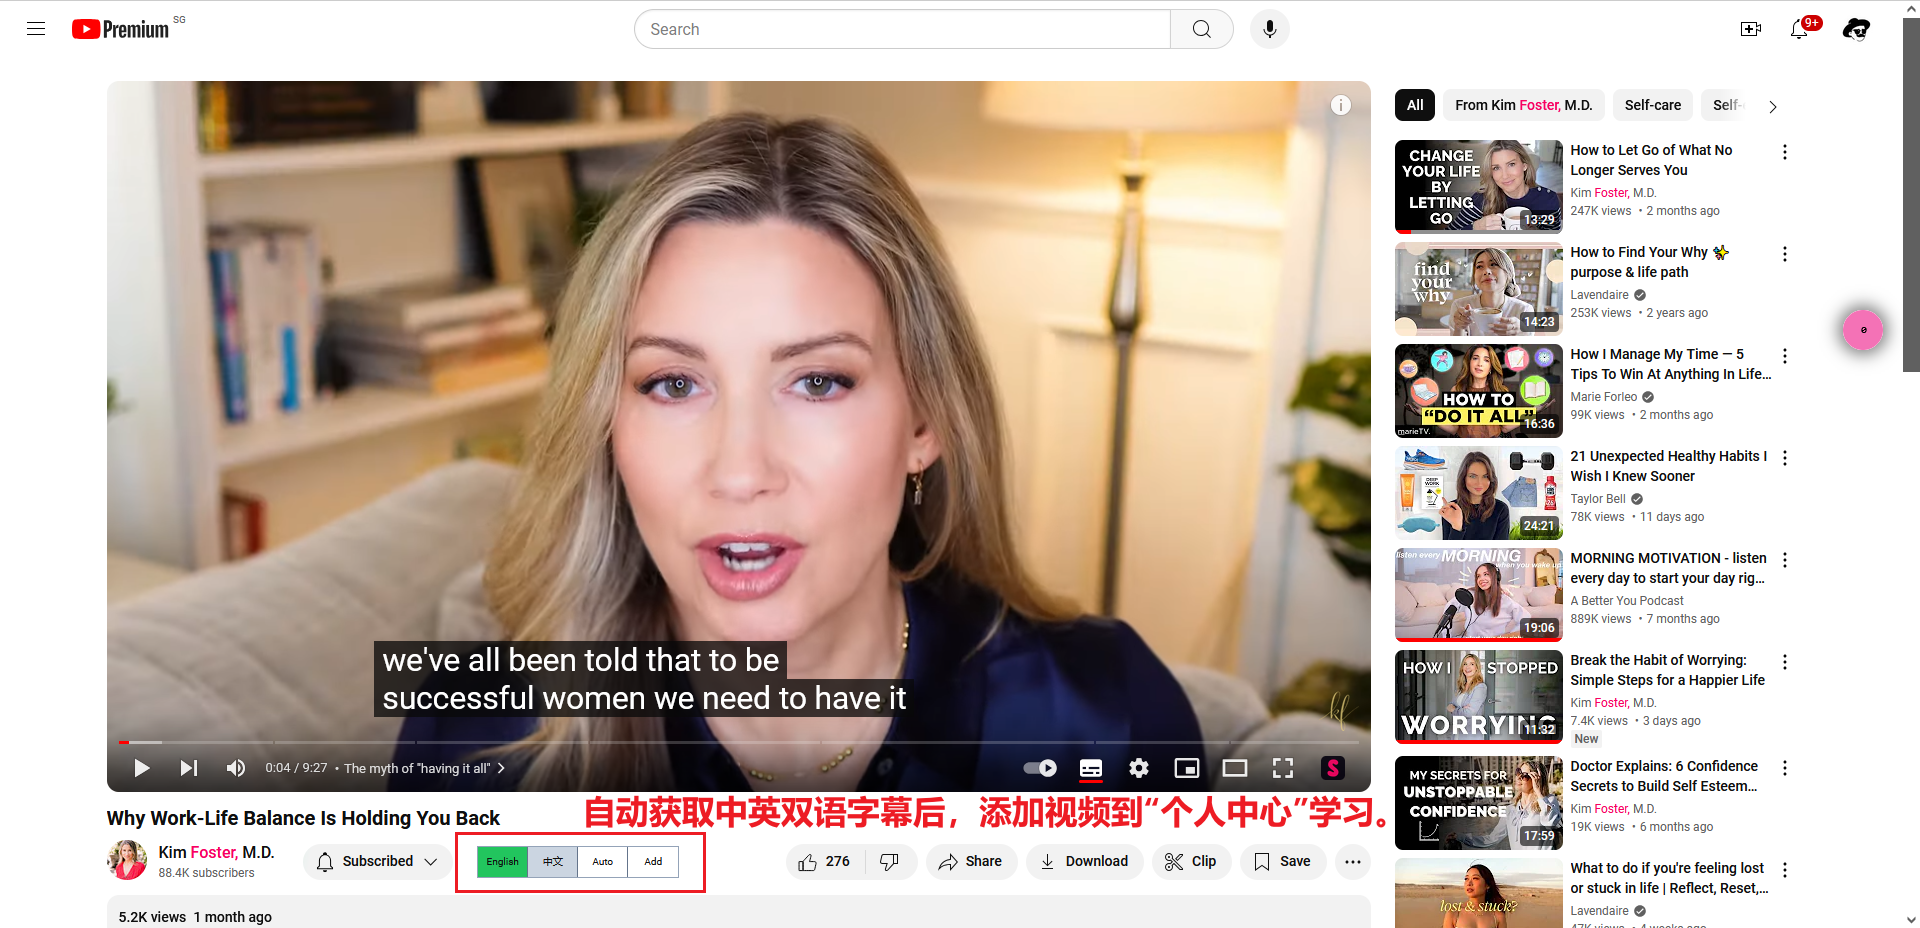 Premium SG
Search
9+
we've all been told that to be
successful women we need to have it
0:04 / 9:27 • The myth of "having it all"
自动获取中英双语字幕后，添加视频到“个人中心”学习。
Why Work-Life Balance Is Holding You Back
Kim Foster, M.D.
88.4K subscribers
Subscribed
English 中文 Auto Add
276
Share
Download
Clip
Save
5.2K views 1 month ago
All
From Kim Foster, M.D.
Self-care
Self-
CHANGE
YOUR LIFE
BY
LETTING
GO
13:29
How to Let Go of What No
Longer Serves You
Kim Foster, M.D.
247K views • 2 months ago
find
your
why
14:23
How to Find Your Why ✨
purpose & life path
Lavendaire
253K views • 2 years ago
HOW TO
“DO IT ALL”
marieTV.
16:36
How I Manage My Time — 5
Tips To Win At Anything In Life...
Marie Forleo
99K views • 2 months ago
DEEP
WORK
24:21
21 Unexpected Healthy Habits I
Wish I Knew Sooner
Taylor Bell
78K views • 11 days ago
listen every MORNING
when you wake up
19:06
MORNING MOTIVATION - listen
every day to start your day rig...
A Better You Podcast
889K views • 7 months ago
HOW I STOPPED
WORRYING
11:32
Break the Habit of Worrying:
Simple Steps for a Happier Life
Kim Foster, M.D.
7.4K views • 3 days ago
New
MY SECRETS FOR
UNSTOPPABLE
CONFIDENCE
17:59
Doctor Explains: 6 Confidence
Secrets to Build Self Esteem...
Kim Foster, M.D.
19K views • 6 months ago
lost & stuck?
What to do if you're feeling lost
or stuck in life | Reflect, Reset,...
Lavendaire
47K views • 4 weeks ago